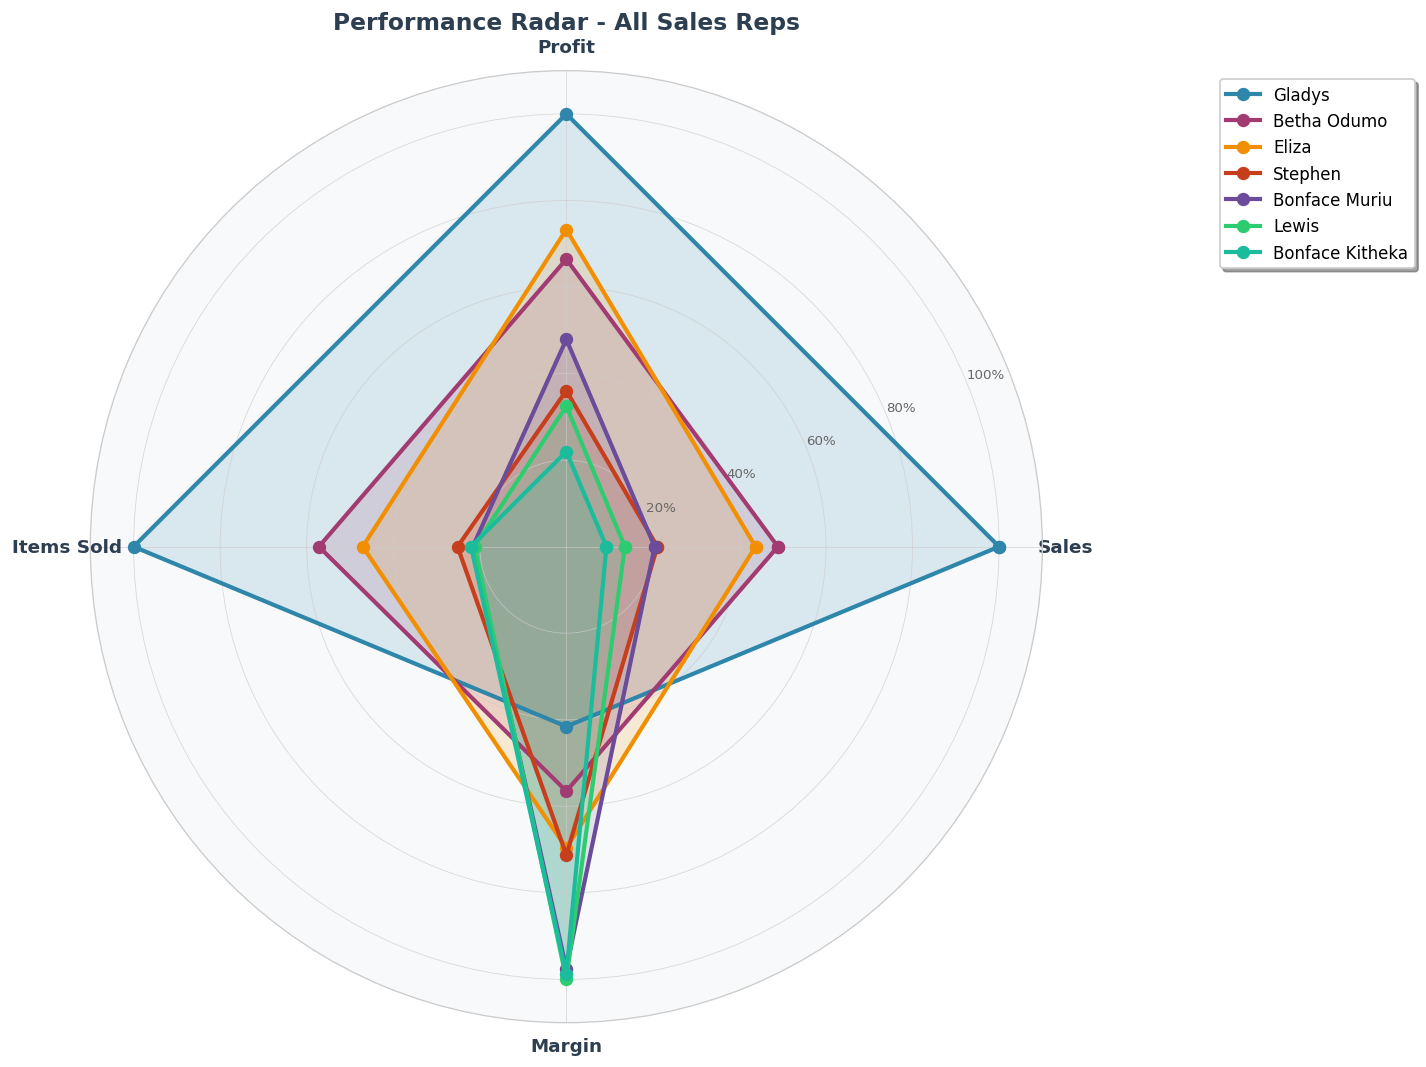 Performance Radar - All Sales Reps
Profit
Gladys
Betha Odumo
Eliza
Stephen
Bonface Muriu
Lewis
Bonface Kitheka
100%
80%
60%
40%
20%
Items Sold
Sales
Margin